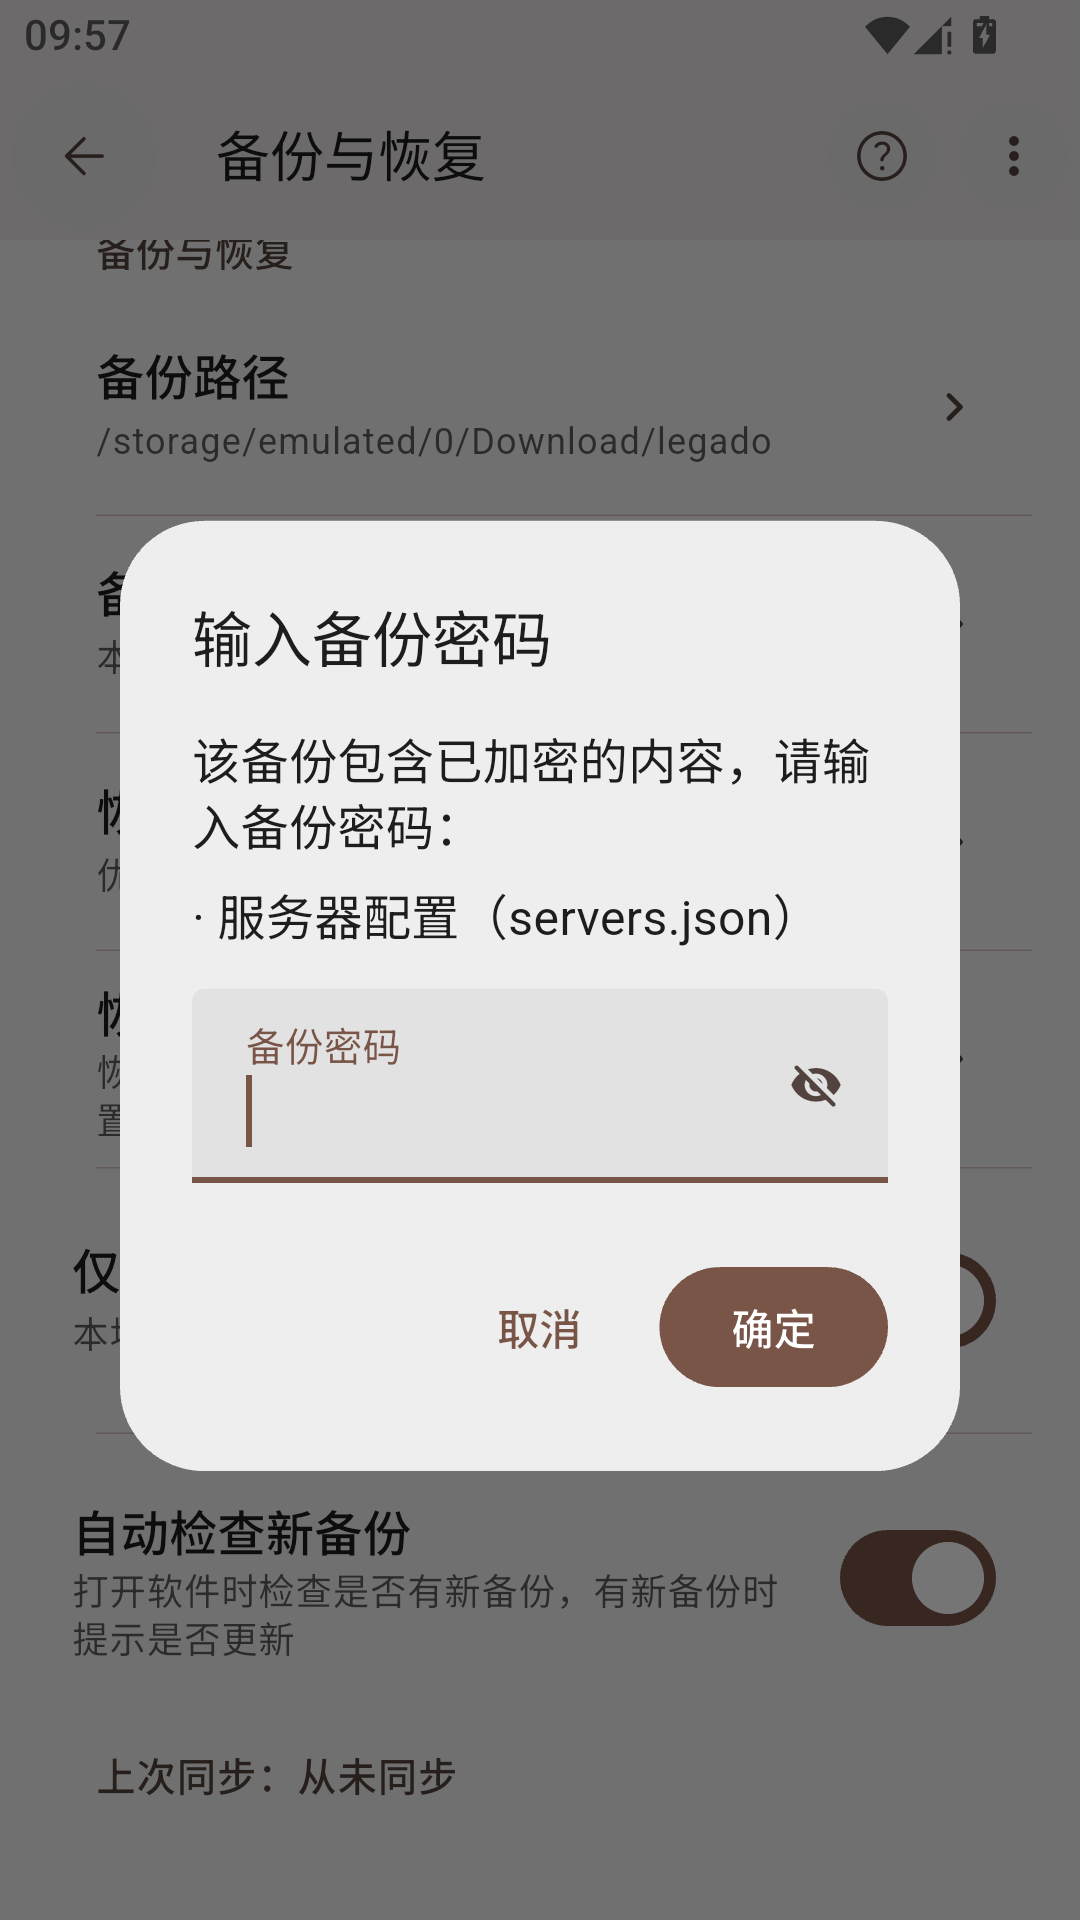 09:57
备份与恢复
备份与恢复
备份路径
/storage/emulated/0/Download/legado
输入备份密码
该备份包含已加密的内容，请输
入备份密码：
· 服务器配置（servers.json）
备份密码
取消
确定
本
优
恢
置
仅
自动检查新备份
打开软件时检查是否有新备份，有新备份时
提示是否更新
上次同步：从未同步